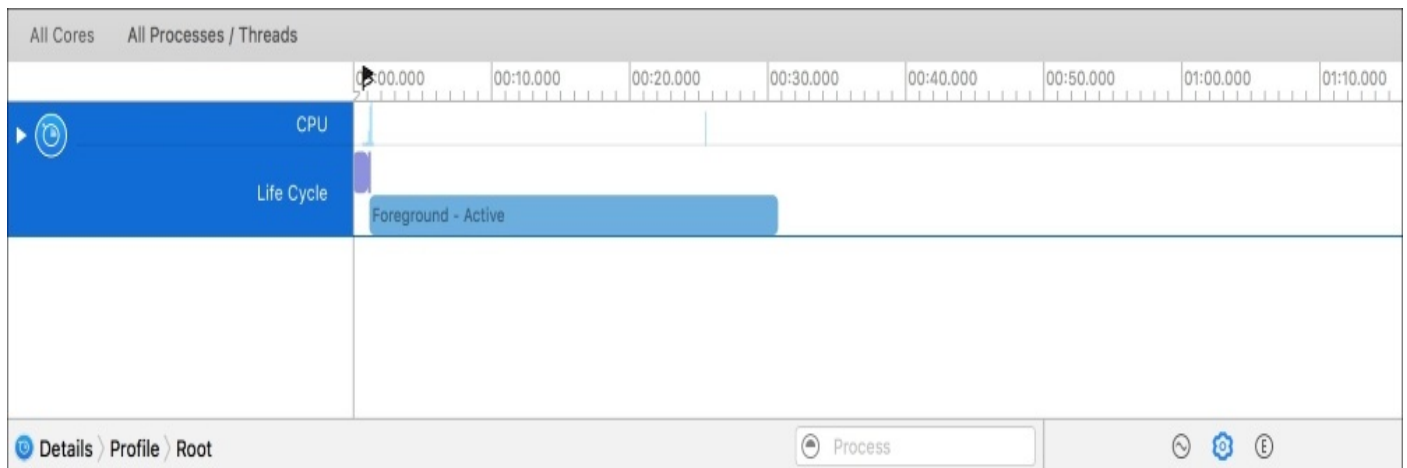 All Cores All Processes / Threads
00:10.000 00:20.000 00:30.000 00:40.000 00:50.000 01:00.000 01:10.000
CPU
Life Cycle
Foreground - Active
Details Profile Root Process E